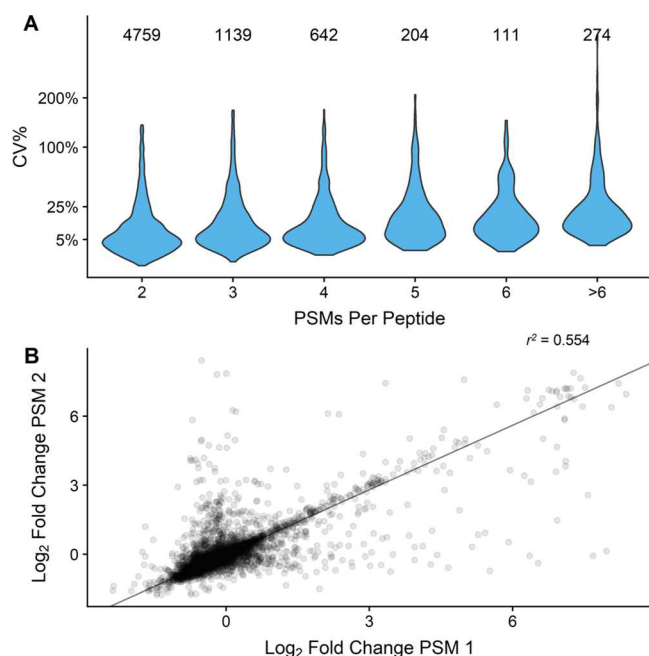 A
4759 1139 642 204 111 274
200%
100%
25%
5%
CV%
2 3 4 5 6 >6
PSMs Per Peptide
B
r² = 0.554
6
3
0
Log₂ Fold Change PSM 2
0 3 6
Log₂ Fold Change PSM 1